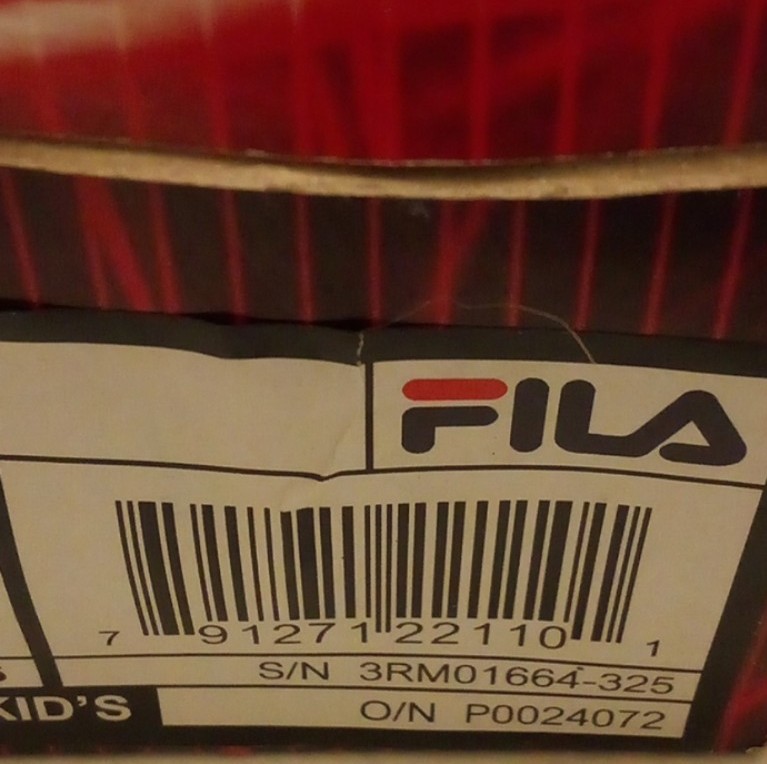 FILA
7 91271 22110 1
S/N 3RM01664-325
KID'S
O/N P0024072